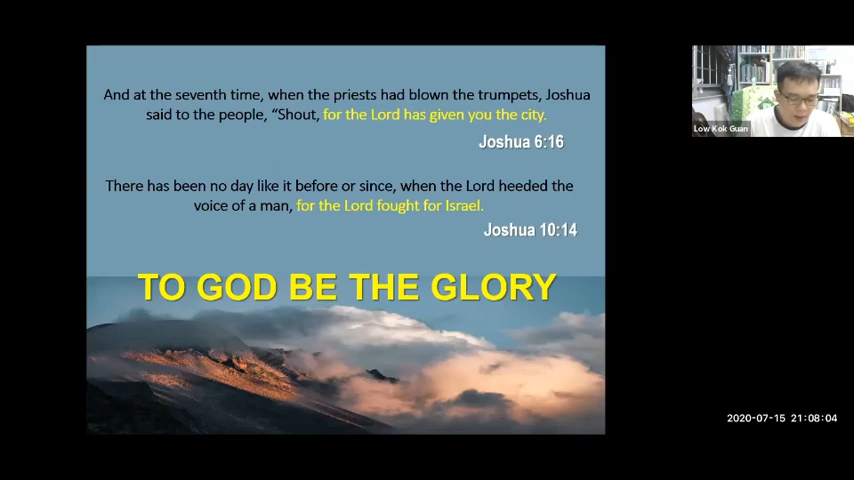 And at the seventh time, when the priests had blown the trumpets, Joshua
said to the people, “Shout, for the Lord has given you the city.
Joshua 6:16
There has been no day like it before or since, when the Lord heeded the
voice of a man, for the Lord fought for Israel.
Joshua 10:14
TO GOD BE THE GLORY
Low Kok Guan
2020-07-15 21:08:04